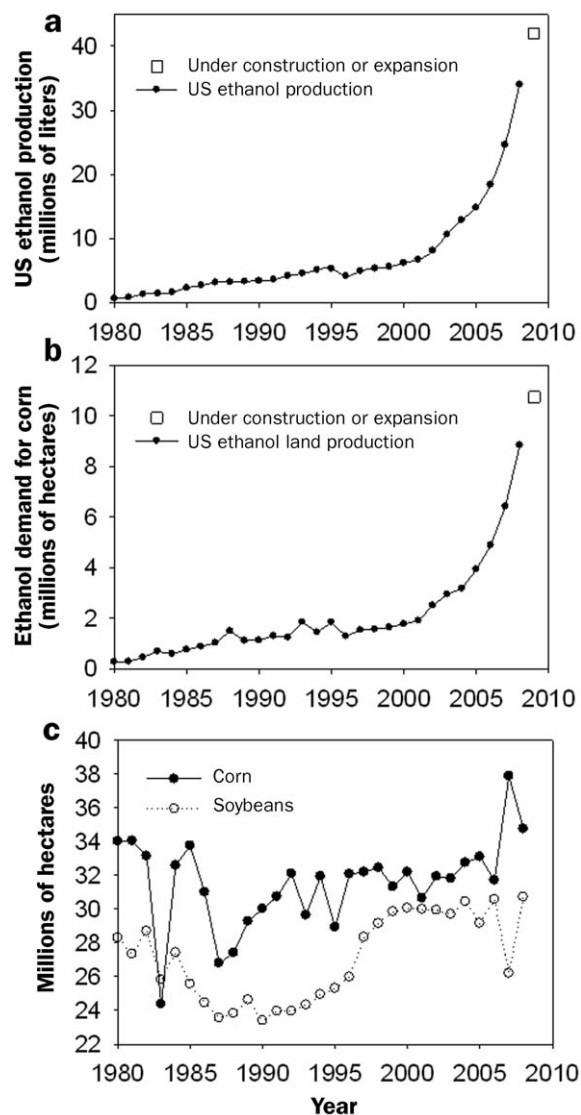 a
US ethanol production
(millions of liters)
40
30
20
10
0
Under construction or expansion
US ethanol production
1980 1985 1990 1995 2000 2005 2010
b
Ethanol demand for corn
(millions of hectares)
12
10
8
6
4
2
0
Under construction or expansion
US ethanol land production
1980 1985 1990 1995 2000 2005 2010
c
Millions of hectares
40
38
36
34
32
30
28
26
24
22
Corn
Soybeans
1980 1985 1990 1995 2000 2005 2010
Year